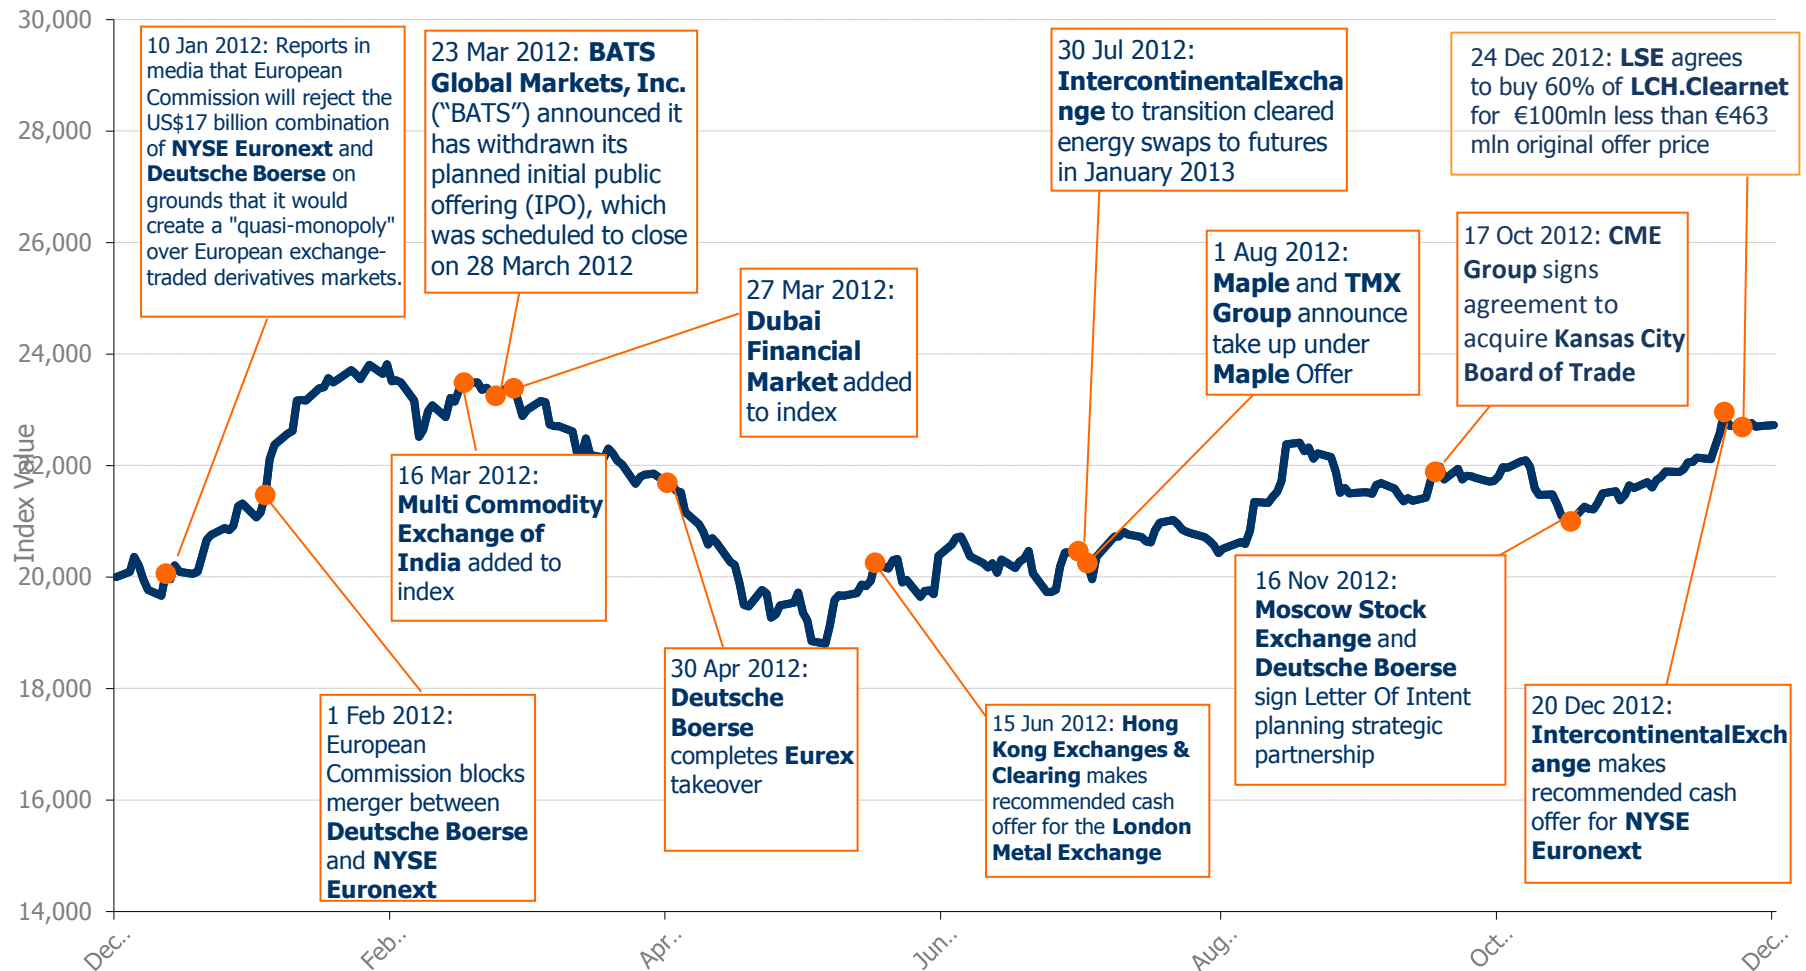 30,000
28,000
26,000
24,000
22,000
20,000
18,000
16,000
14,000
Index Value
10 Jan 2012: Reports in
media that European
Commission will reject the
US$17 billion combination
of NYSE Euronext and
Deutsche Boerse on
grounds that it would
create a "quasi-monopoly"
over European exchange-
traded derivatives markets.
23 Mar 2012: BATS
Global Markets, Inc.
(“BATS”) announced it
has withdrawn its
planned initial public
offering (IPO), which
was scheduled to close
on 28 March 2012
27 Mar 2012:
Dubai
Financial
Market added
to index
30 Jul 2012:
IntercontinentalExcha
nge to transition cleared
energy swaps to futures
in January 2013
1 Aug 2012:
Maple and TMX
Group announce
take up under
Maple Offer
17 Oct 2012: CME
Group signs
agreement to
acquire Kansas City
Board of Trade
24 Dec 2012: LSE agrees
to buy 60% of LCH.Clearnet
for €100mln less than €463
mln original offer price
16 Mar 2012:
Multi Commodity
Exchange of
India added to
index
1 Feb 2012:
European
Commission blocks
merger between
Deutsche Boerse
and NYSE
Euronext
30 Apr 2012:
Deutsche
Boerse
completes Eurex
takeover
15 Jun 2012: Hong
Kong Exchanges &
Clearing makes
recommended cash
offer for the London
Metal Exchange
16 Nov 2012:
Moscow Stock
Exchange and
Deutsche Boerse
sign Letter Of Intent
planning strategic
partnership
20 Dec 2012:
IntercontinentalExch
ange makes
recommended cash
offer for NYSE
Euronext
Dec..
Feb..
Apr..
Jun..
Aug..
Oct..
Dec..